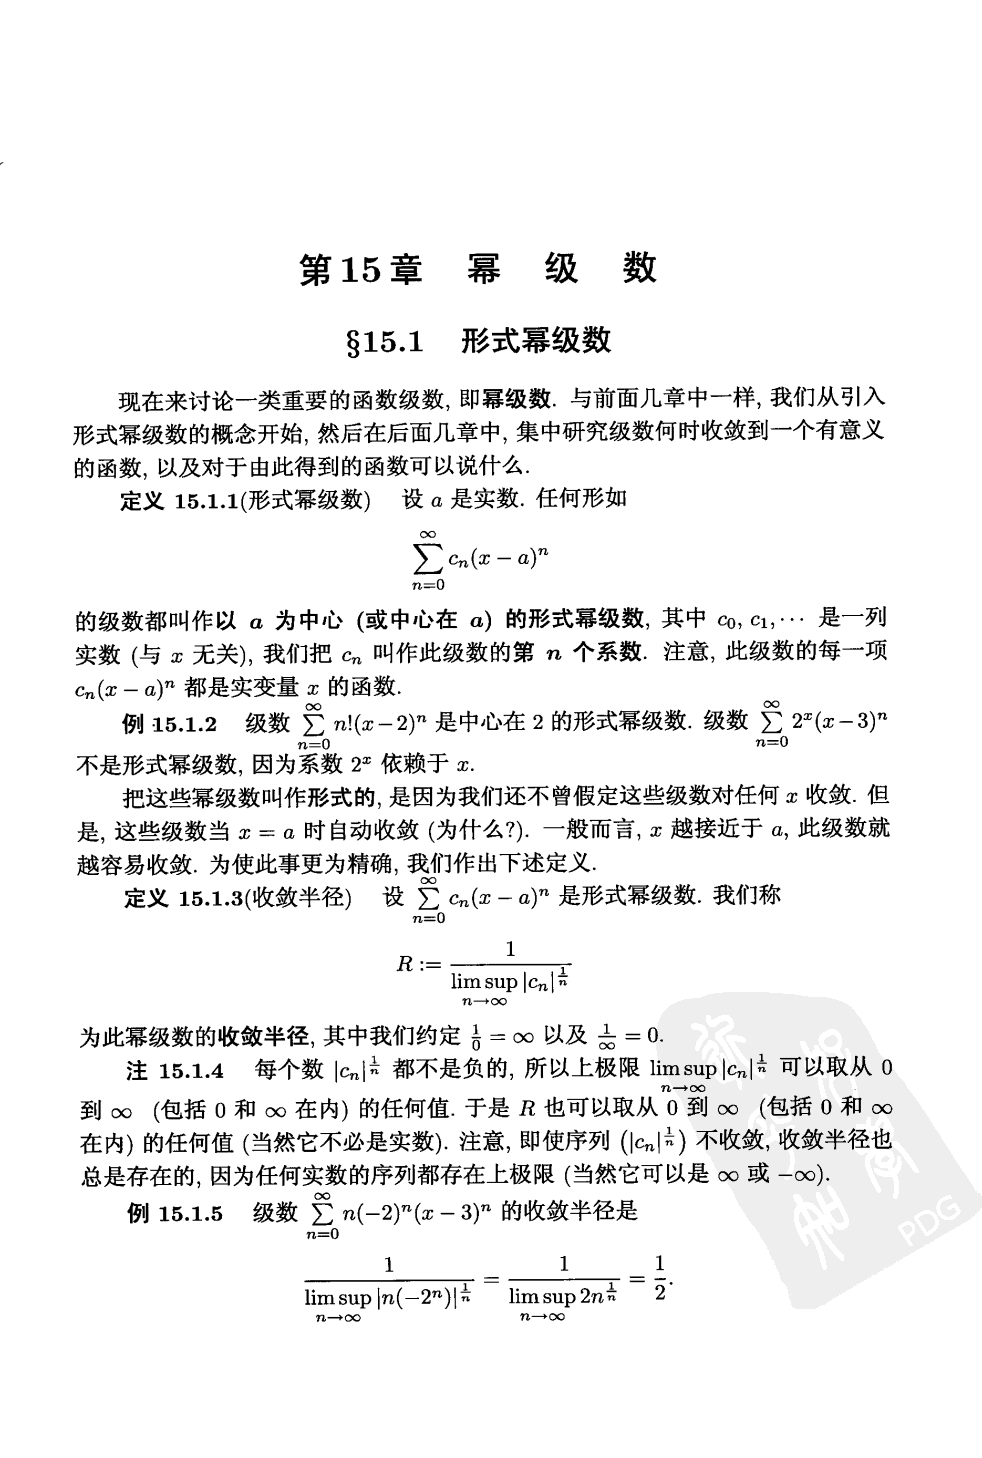 第15章 幂 级 数
§15.1 形式幂级数
现在来讨论一类重要的函数级数, 即幂级数. 与前面几章中一样, 我们从引入
形式幂级数的概念开始, 然后在后面几章中, 集中研究级数何时收敛到一个有意义
的函数, 以及对于由此得到的函数可以说什么.
定义 15.1.1(形式幂级数) 设 a 是实数. 任何形如
$\sum_{n=0}^{\infty} c_n(x-a)^n$
的级数都叫作以 a 为中心 (或中心在 a) 的形式幂级数, 其中 $c_0, c_1, \cdots$ 是一列
实数 (与 x 无关), 我们把 $c_n$ 叫作此级数的第 n 个系数. 注意, 此级数的每一项
$c_n(x-a)^n$ 都是实变量 x 的函数.
例 15.1.2 级数 $\sum_{n=0}^{\infty} n!(x-2)^n$ 是中心在 2 的形式幂级数. 级数 $\sum_{n=0}^{\infty} 2^x(x-3)^n$
不是形式幂级数, 因为系数 $2^x$ 依赖于 x.
把这些幂级数叫作形式的, 是因为我们还不曾假定这些级数对任何 x 收敛. 但
是, 这些级数当 x = a 时自动收敛 (为什么?). 一般而言, x 越接近于 a, 此级数就
越容易收敛. 为使此事更为精确, 我们作出下述定义.
定义 15.1.3(收敛半径) 设 $\sum_{n=0}^{\infty} c_n(x-a)^n$ 是形式幂级数. 我们称
$R := \frac{1}{\limsup_{n\to\infty} |c_n|^{\frac{1}{n}}}$
为此幂级数的收敛半径, 其中我们约定 $\frac{1}{0} = \infty$ 以及 $\frac{1}{\infty} = 0$.
注 15.1.4 每个数 $|c_n|^{\frac{1}{n}}$ 都不是负的, 所以上极限 $\limsup_{n\to\infty} |c_n|^{\frac{1}{n}}$ 可以取从 0
到 ∞ (包括 0 和 ∞ 在内) 的任何值. 于是 R 也可以取从 0 到 ∞ (包括 0 和 ∞
在内) 的任何值 (当然它不必是实数). 注意, 即使序列 $(|c_n|^{\frac{1}{n}})$ 不收敛, 收敛半径也
总是存在的, 因为任何实数的序列都存在上极限 (当然它可以是 ∞ 或 −∞).
例 15.1.5 级数 $\sum_{n=0}^{\infty} n(-2)^n(x-3)^n$ 的收敛半径是
$\frac{1}{\limsup_{n\to\infty} |n(-2^n)|^{\frac{1}{n}}} = \frac{1}{\limsup_{n\to\infty} 2n^{\frac{1}{n}}} = \frac{1}{2}.$
PDG